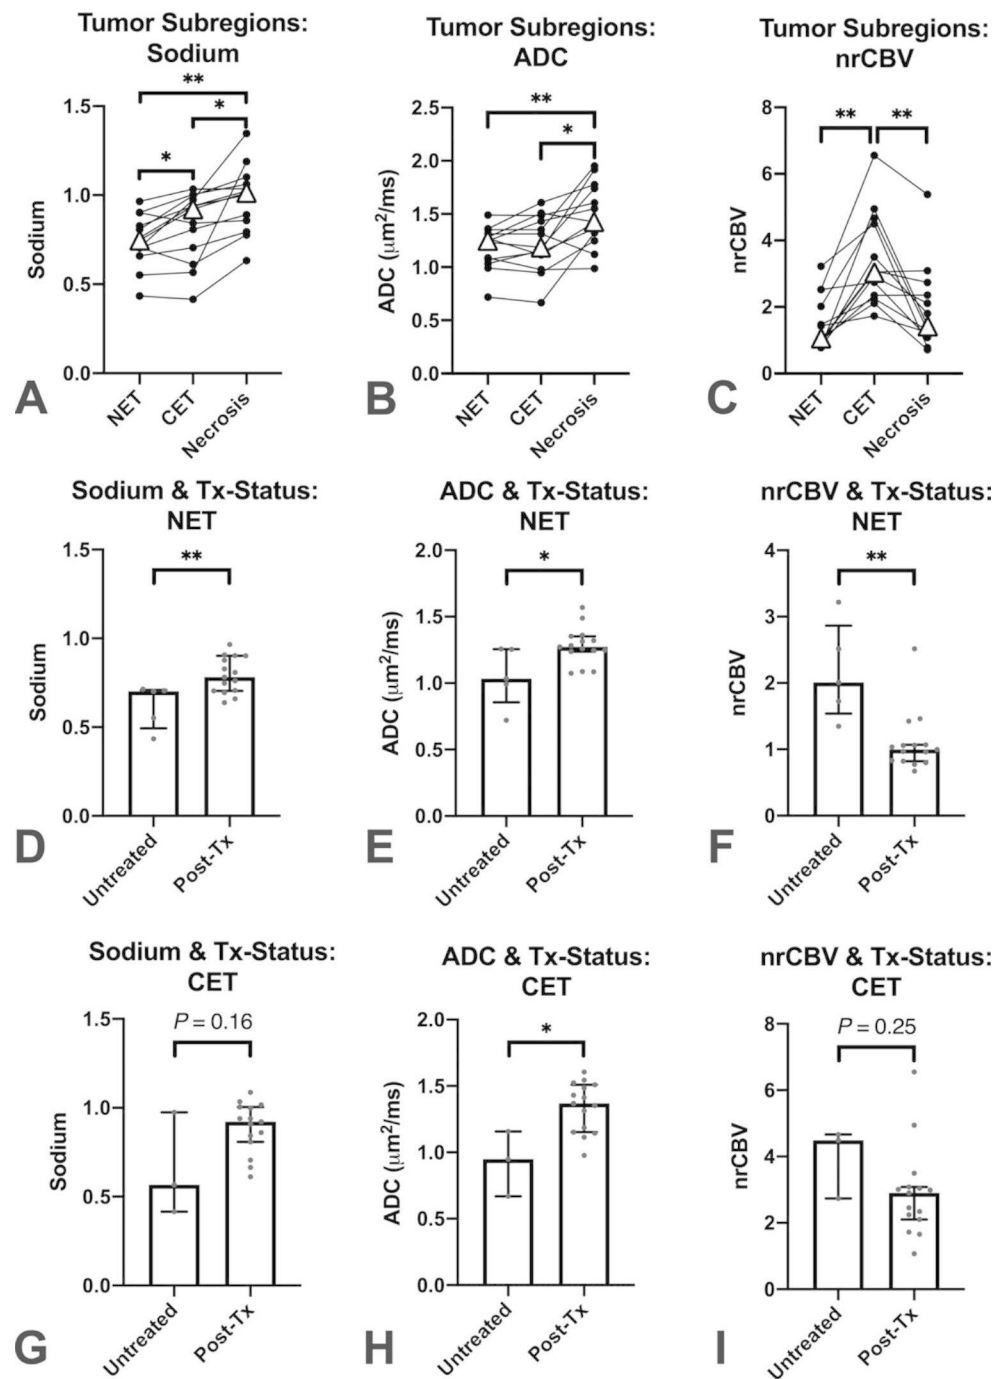 Tumor Subregions:
Sodium
**
*
*
1.5
1.0
0.5
0.0
Sodium
NET
CET
Necrosis
A
Tumor Subregions:
ADC
**
*
2.5
2.0
1.5
1.0
0.5
0.0
ADC (μm²/ms)
NET
CET
Necrosis
B
Tumor Subregions:
nrCBV
**
**
8
6
4
2
0
nrCBV
NET
CET
Necrosis
C
Sodium & Tx-Status:
NET
**
1.5
1.0
0.5
0.0
Sodium
Untreated
Post-Tx
D
ADC & Tx-Status:
NET
*
2.0
1.5
1.0
0.5
0.0
ADC (μm²/ms)
Untreated
Post-Tx
E
nrCBV & Tx-Status:
NET
**
4
3
2
1
0
nrCBV
Untreated
Post-Tx
F
Sodium & Tx-Status:
CET
P = 0.16
1.5
1.0
0.5
0.0
Sodium
Untreated
Post-Tx
G
ADC & Tx-Status:
CET
*
2.0
1.5
1.0
0.5
0.0
ADC (μm²/ms)
Untreated
Post-Tx
H
nrCBV & Tx-Status:
CET
P = 0.25
8
6
4
2
0
nrCBV
Untreated
Post-Tx
I